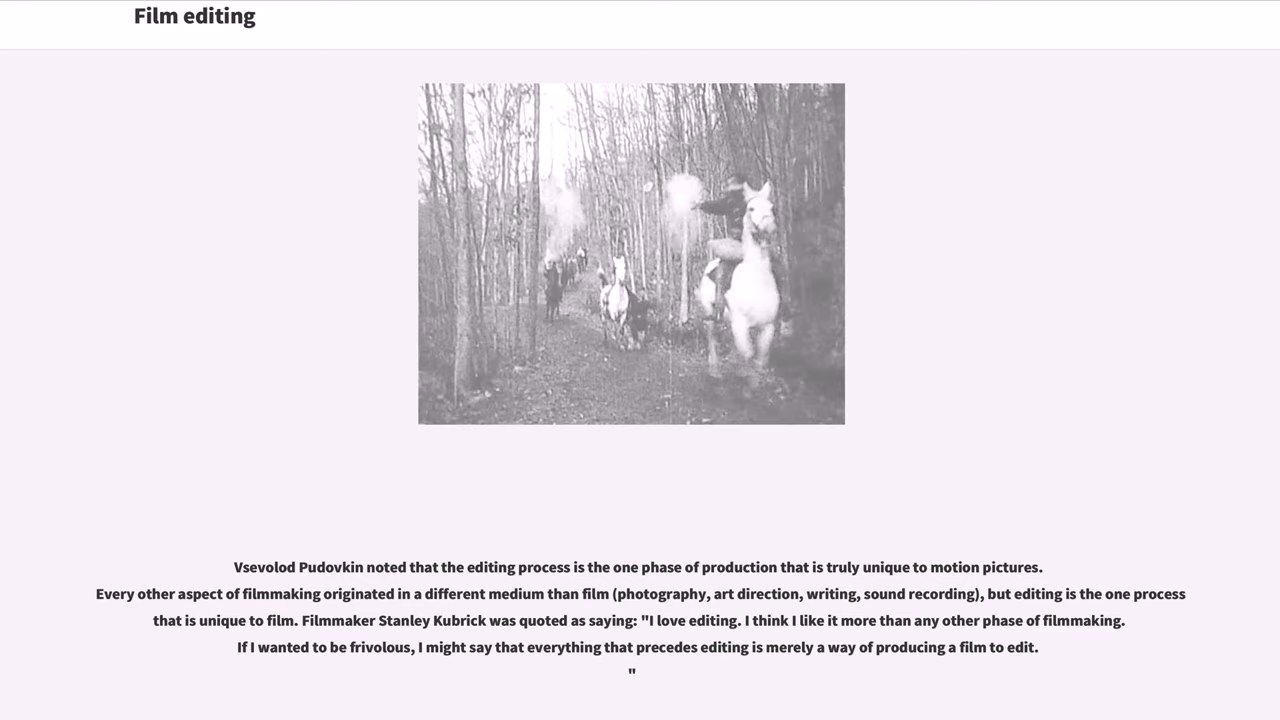 Film editing
Vsevolod Pudovkin noted that the editing process is the one phase of production that is truly unique to motion pictures.
Every other aspect of filmmaking originated in a different medium than film (photography, art direction, writing, sound recording), but editing is the one process
that is unique to film. Filmmaker Stanley Kubrick was quoted as saying: "I love editing. I think I like it more than any other phase of filmmaking.
If I wanted to be frivolous, I might say that everything that precedes editing is merely a way of producing a film to edit.
"